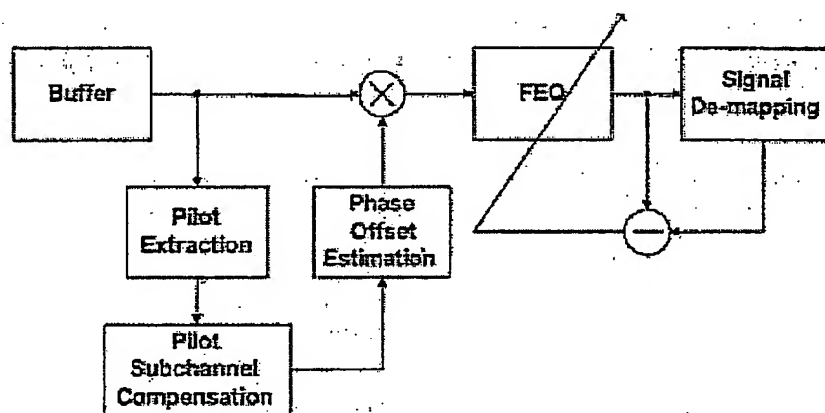 Buffer
FEQ
Signal
De-mapping
Pilot
Extraction
Phase
Offset
Estimation
Pilot
Subchannel
Compensation